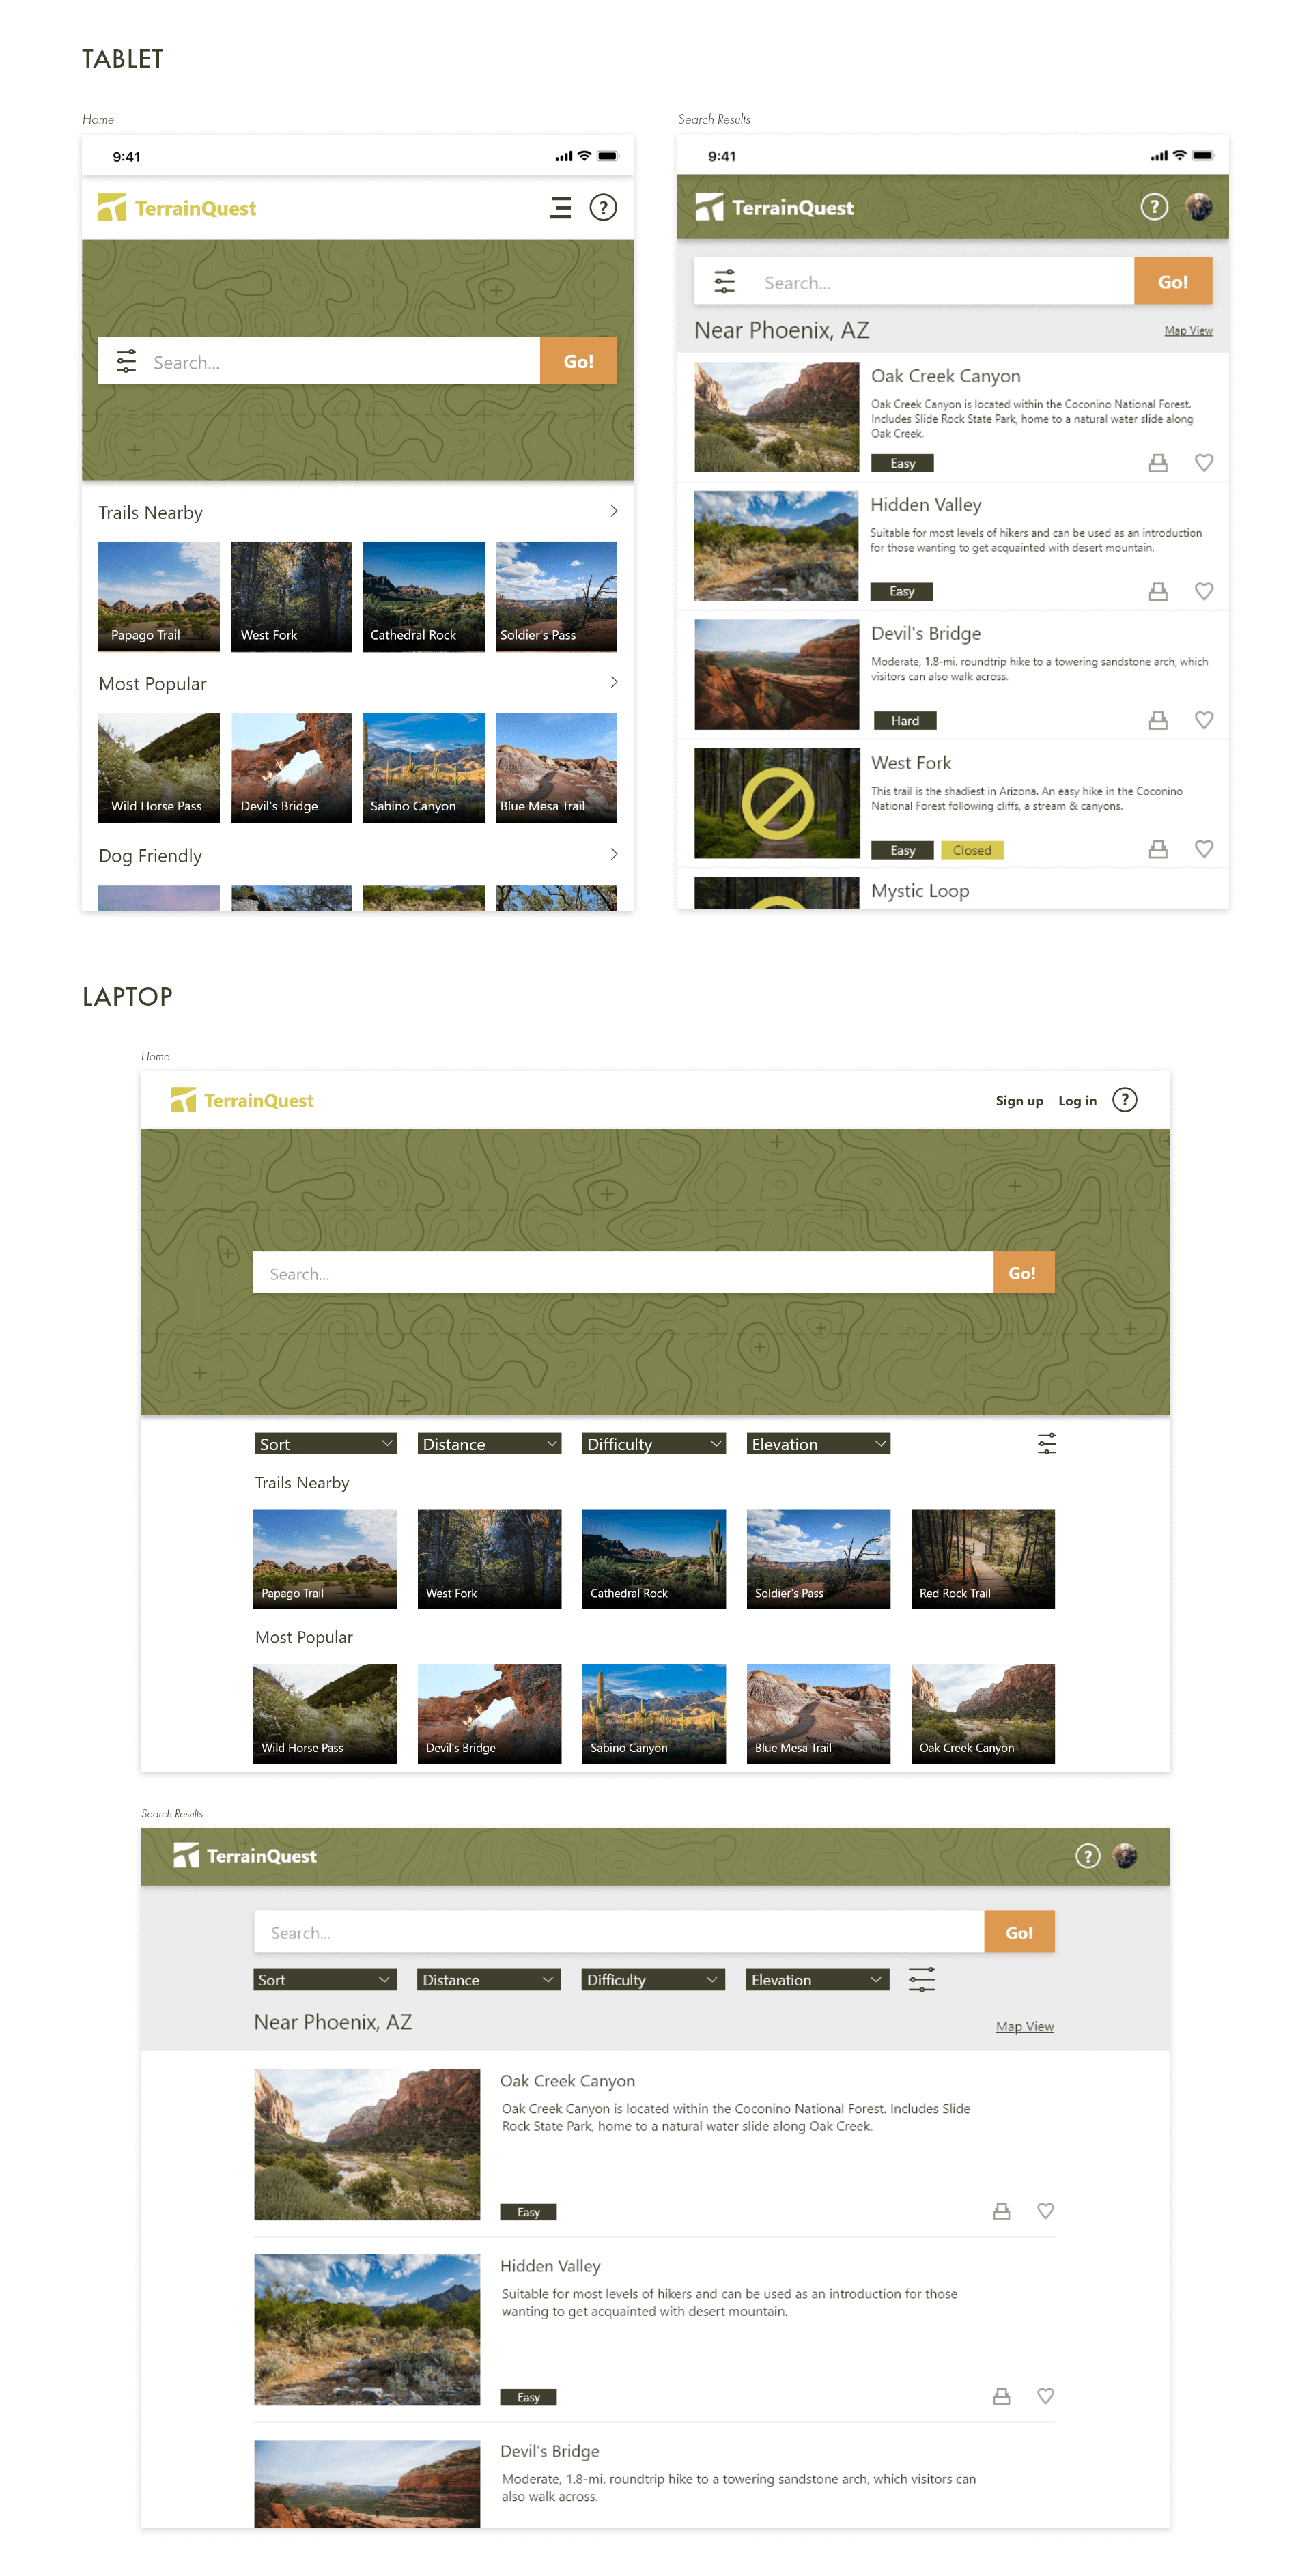 TABLET
Home
9:41
TerrainQuest
?
Search...
Go!
Trails Nearby
Papago Trail
West Fork
Cathedral Rock
Soldier's Pass
Most Popular
Wild Horse Pass
Devil's Bridge
Sabino Canyon
Blue Mesa Trail
Dog Friendly
Search Results
9:41
TerrainQuest
?
Search...
Go!
Near Phoenix, AZ
Map View
Oak Creek Canyon
Oak Creek Canyon is located within the Coconino National Forest.
Includes Slide Rock State Park, home to a natural water slide along
Oak Creek.
Easy
Hidden Valley
Suitable for most levels of hikers and can be used as an introduction
for those wanting to get acquainted with desert mountain.
Easy
Devil's Bridge
Moderate, 1.8-mi. roundtrip hike to a towering sandstone arch, which
visitors can also walk across.
Hard
West Fork
This trail is the shadiest in Arizona. An easy hike in the Coconino
National Forest following cliffs, a stream & canyons.
Easy
Closed
Mystic Loop
LAPTOP
Home
TerrainQuest
Sign up
Log in
?
Search...
Go!
Sort
Distance
Difficulty
Elevation
Trails Nearby
Papago Trail
West Fork
Cathedral Rock
Soldier's Pass
Red Rock Trail
Most Popular
Wild Horse Pass
Devil's Bridge
Sabino Canyon
Blue Mesa Trail
Oak Creek Canyon
Search Results
TerrainQuest
?
Search...
Go!
Sort
Distance
Difficulty
Elevation
Near Phoenix, AZ
Map View
Oak Creek Canyon
Oak Creek Canyon is located within the Coconino National Forest. Includes Slide
Rock State Park, home to a natural water slide along Oak Creek.
Easy
Hidden Valley
Suitable for most levels of hikers and can be used as an introduction for those
wanting to get acquainted with desert mountain.
Easy
Devil's Bridge
Moderate, 1.8-mi. roundtrip hike to a towering sandstone arch, which visitors can
also walk across.